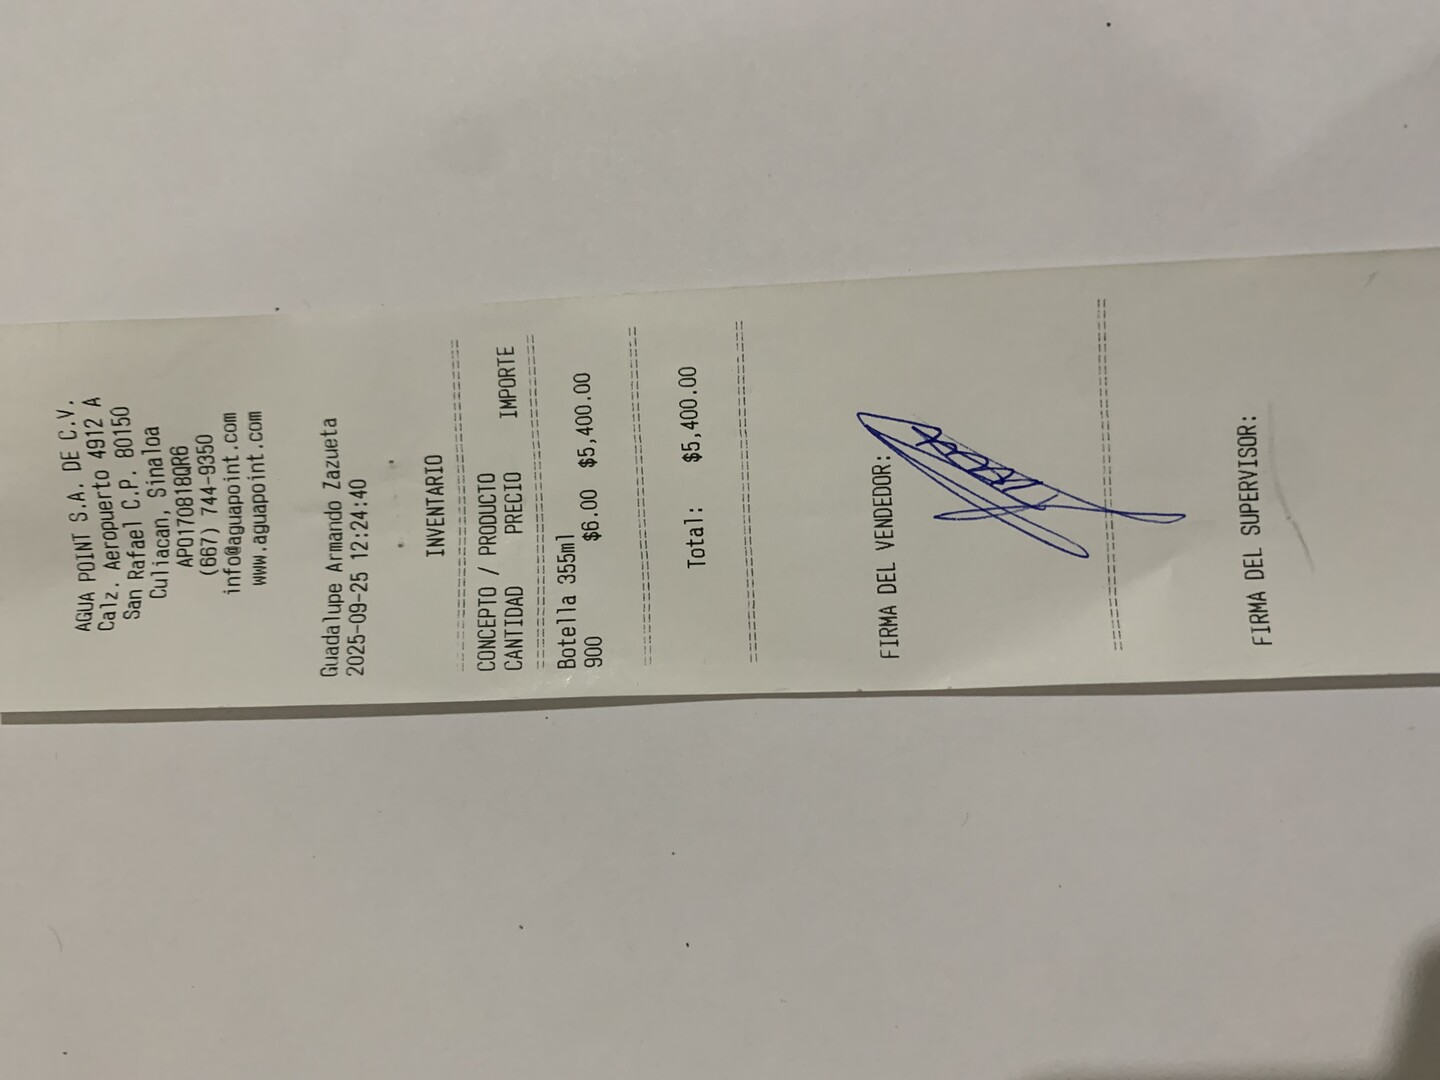 AGUA POINT S.A. DE C.V.
Calz. Aeropuerto 4912 A
San Rafael C.P. 80150
Culiacan, Sinaloa
APO170818QR6
(667) 744-9350
info@aguapoint.com
www.aguapoint.com
Guadalupe Armando Zazueta
2025-09-25 12:24:40
INVENTARIO
CONCEPTO / PRODUCTO
CANTIDAD PRECIO IMPORTE
Botella 355ml
900 $6.00 $5,400.00
Total: $5,400.00
FIRMA DEL VENDEDOR:
FIRMA DEL SUPERVISOR: